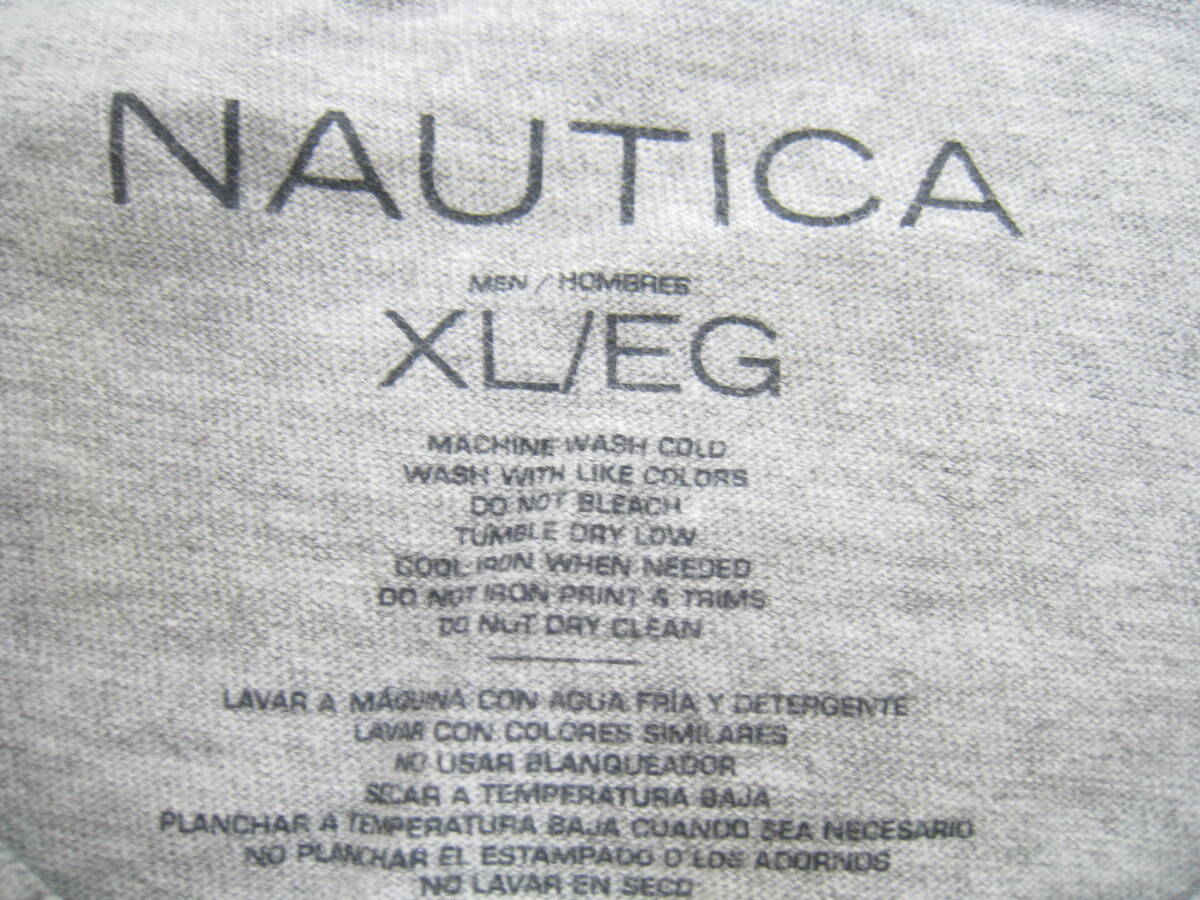 NAUTICA
MEN / HOMBRES
XL/EG
MACHINE WASH COLD
WASH WITH LIKE COLORS
DO NOT BLEACH
TUMBLE DRY LOW
COOL IRON WHEN NEEDED
DO NOT IRON PRINT & TRIMS
DO NOT DRY CLEAN
LAVAR A MÁQUINA CON AGUA FRÍA Y DETERGENTE
LAVAR CON COLORES SIMILARES
NO USAR BLANQUEADOR
SECAR A TEMPERATURA BAJA
PLANCHAR A TEMPERATURA BAJA CUANDO SEA NECESARIO
NO PLANCHAR EL ESTAMPADO O LOS ADORNOS
NO LAVAR EN SECO